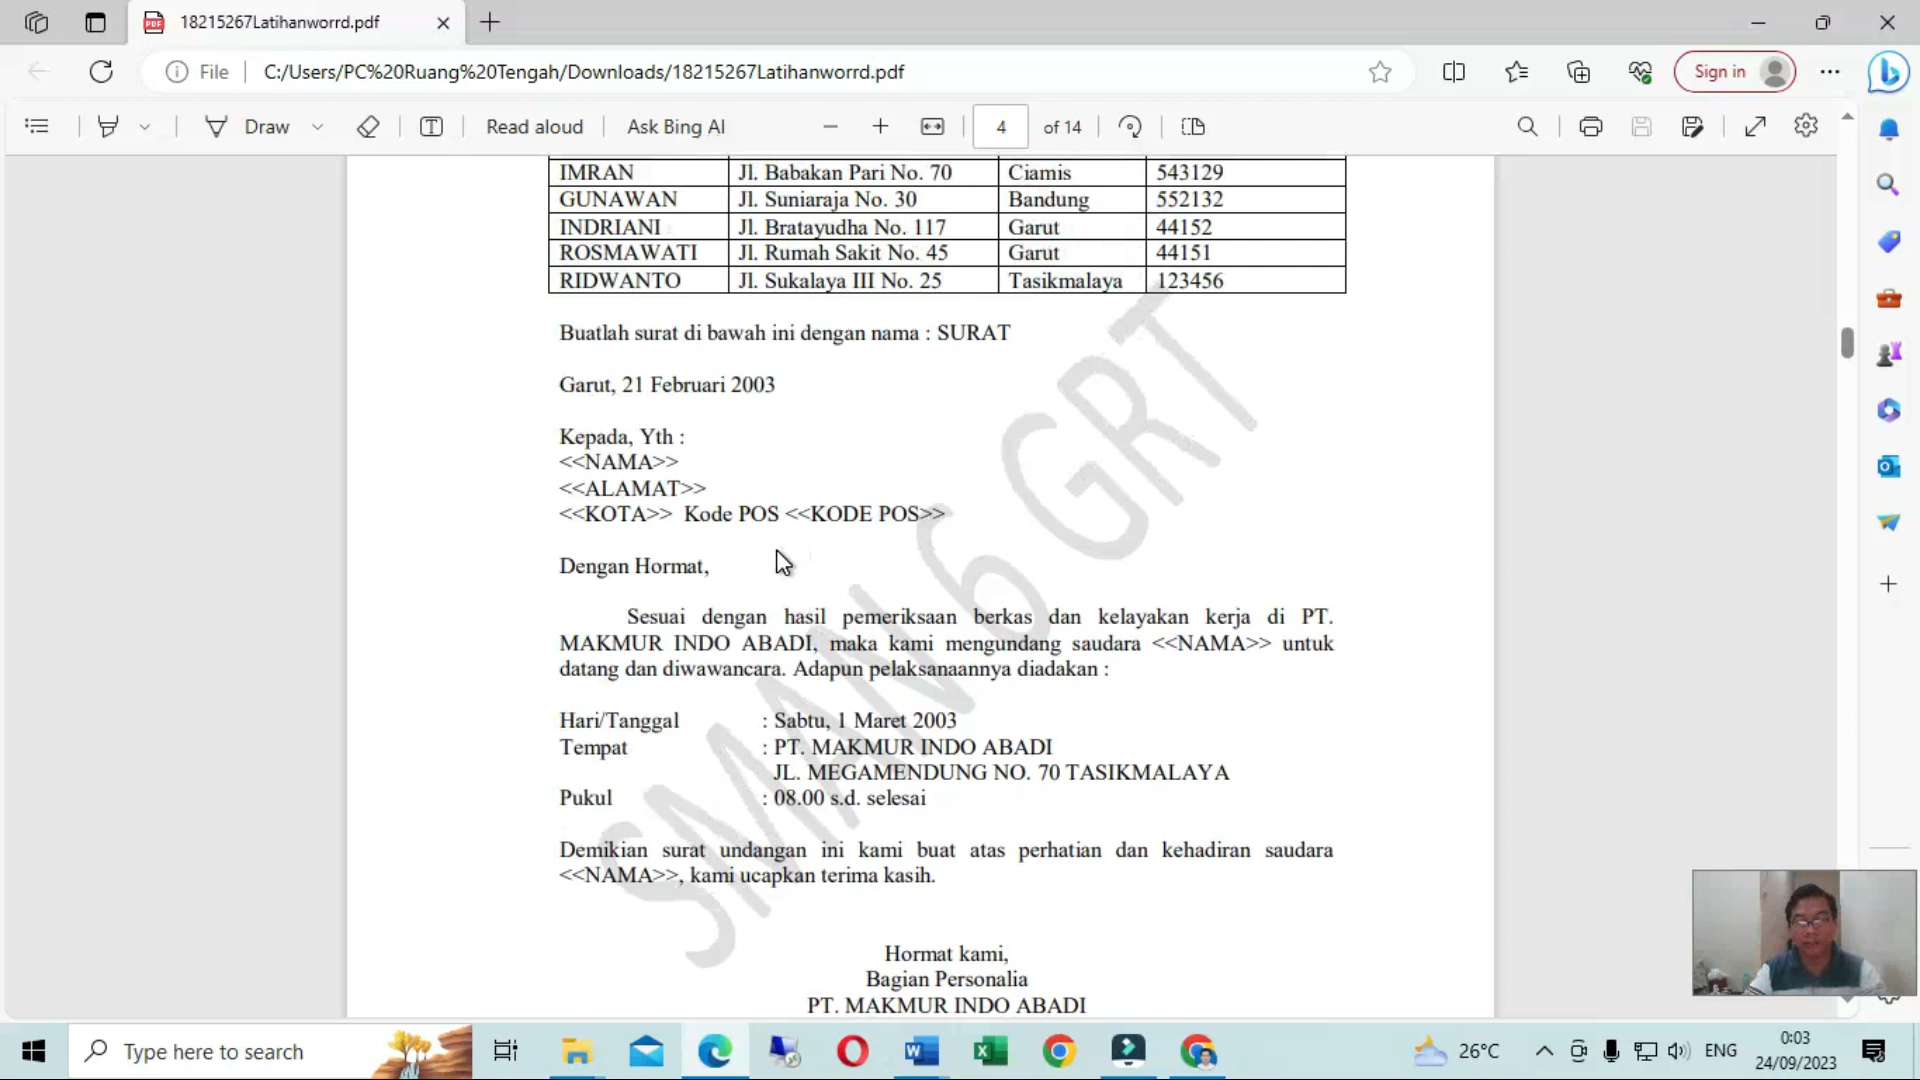 18215267Latihanworrd.pdf
File
C:/Users/PC%20Ruang%20Tengah/Downloads/18215267Latihanworrd.pdf
Sign in
Draw
Read aloud
Ask Bing AI
4 of 14
IMRAN Jl. Babakan Pari No. 70 Ciamis 543129
GUNAWAN Jl. Suniaraja No. 30 Bandung 552132
INDRIANI Jl. Bratayudha No. 117 Garut 44152
ROSMAWATI Jl. Rumah Sakit No. 45 Garut 44151
RIDWANTO Jl. Sukalaya III No. 25 Tasikmalaya 123456
Buatlah surat di bawah ini dengan nama : SURAT
Garut, 21 Februari 2003
Kepada, Yth :
<<NAMA>>
<<ALAMAT>>
<<KOTA>> Kode POS <<KODE POS>>
Dengan Hormat,
Sesuai dengan hasil pemeriksaan berkas dan kelayakan kerja di PT.
MAKMUR INDO ABADI, maka kami mengundang saudara <<NAMA>> untuk
datang dan diwawancara. Adapun pelaksanaannya diadakan :
Hari/Tanggal : Sabtu, 1 Maret 2003
Tempat : PT. MAKMUR INDO ABADI
JL. MEGAMENDUNG NO. 70 TASIKMALAYA
Pukul : 08.00 s.d. selesai
Demikian surat undangan ini kami buat atas perhatian dan kehadiran saudara
<<NAMA>>, kami ucapkan terima kasih.
Hormat kami,
Bagian Personalia
PT. MAKMUR INDO ABADI
SMAN 6 GRT
Type here to search
26°C
ENG
0:03
24/09/2023